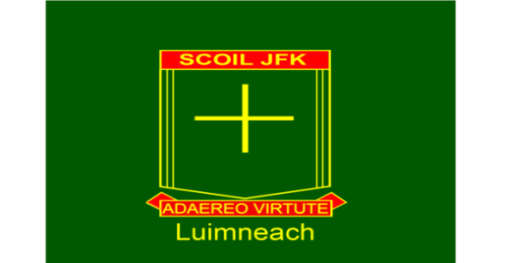 SCOIL JFK
ADAEREO VIRTUTE
Luimneach